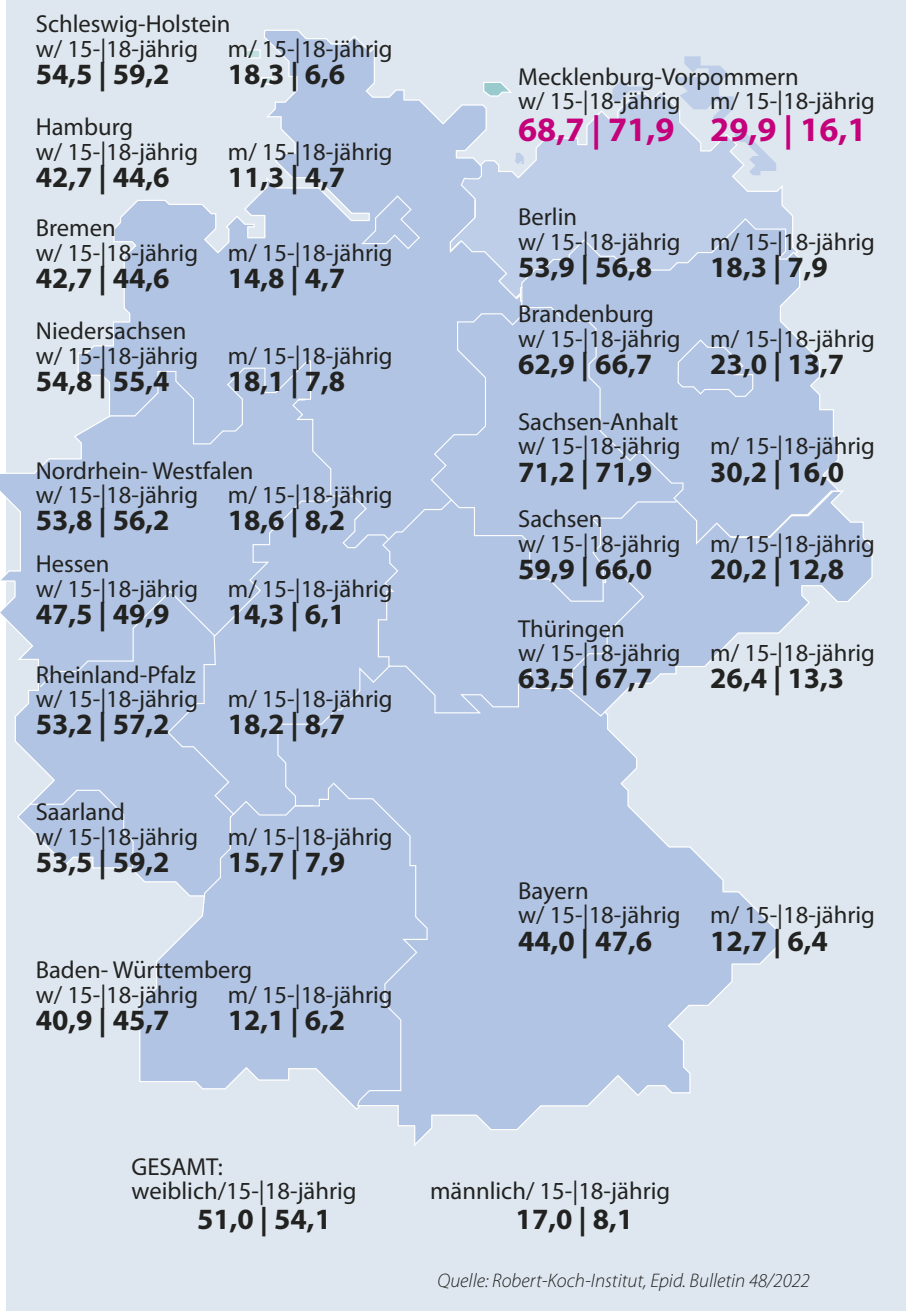 Schleswig-Holstein
w/ 15-|18-jährig m/ 15-|18-jährig
54,5 | 59,2 18,3 | 6,6
Hamburg
w/ 15-|18-jährig m/ 15-|18-jährig
42,7 | 44,6 11,3 | 4,7
Bremen
w/ 15-|18-jährig m/ 15-|18-jährig
42,7 | 44,6 14,8 | 4,7
Niedersachsen
w/ 15-|18-jährig m/ 15-|18-jährig
54,8 | 55,4 18,1 | 7,8
Nordrhein- Westfalen
w/ 15-|18-jährig m/ 15-|18-jährig
53,8 | 56,2 18,6 | 8,2
Hessen
w/ 15-|18-jährig m/ 15-|18-jährig
47,5 | 49,9 14,3 | 6,1
Rheinland-Pfalz
w/ 15-|18-jährig m/ 15-|18-jährig
53,2 | 57,2 18,2 | 8,7
Saarland
w/ 15-|18-jährig m/ 15-|18-jährig
53,5 | 59,2 15,7 | 7,9
Baden- Württemberg
w/ 15-|18-jährig m/ 15-|18-jährig
40,9 | 45,7 12,1 | 6,2
Mecklenburg-Vorpommern
w/ 15-|18-jährig m/ 15-|18-jährig
68,7 | 71,9 29,9 | 16,1
Berlin
w/ 15-|18-jährig m/ 15-|18-jährig
53,9 | 56,8 18,3 | 7,9
Brandenburg
w/ 15-|18-jährig m/ 15-|18-jährig
62,9 | 66,7 23,0 | 13,7
Sachsen-Anhalt
w/ 15-|18-jährig m/ 15-|18-jährig
71,2 | 71,9 30,2 | 16,0
Sachsen
w/ 15-|18-jährig m/ 15-|18-jährig
59,9 | 66,0 20,2 | 12,8
Thüringen
w/ 15-|18-jährig m/ 15-|18-jährig
63,5 | 67,7 26,4 | 13,3
Bayern
w/ 15-|18-jährig m/ 15-|18-jährig
44,0 | 47,6 12,7 | 6,4
GESAMT:
weiblich/15-|18-jährig männlich/ 15-|18-jährig
51,0 | 54,1 17,0 | 8,1
Quelle: Robert-Koch-Institut, Epid. Bulletin 48/2022